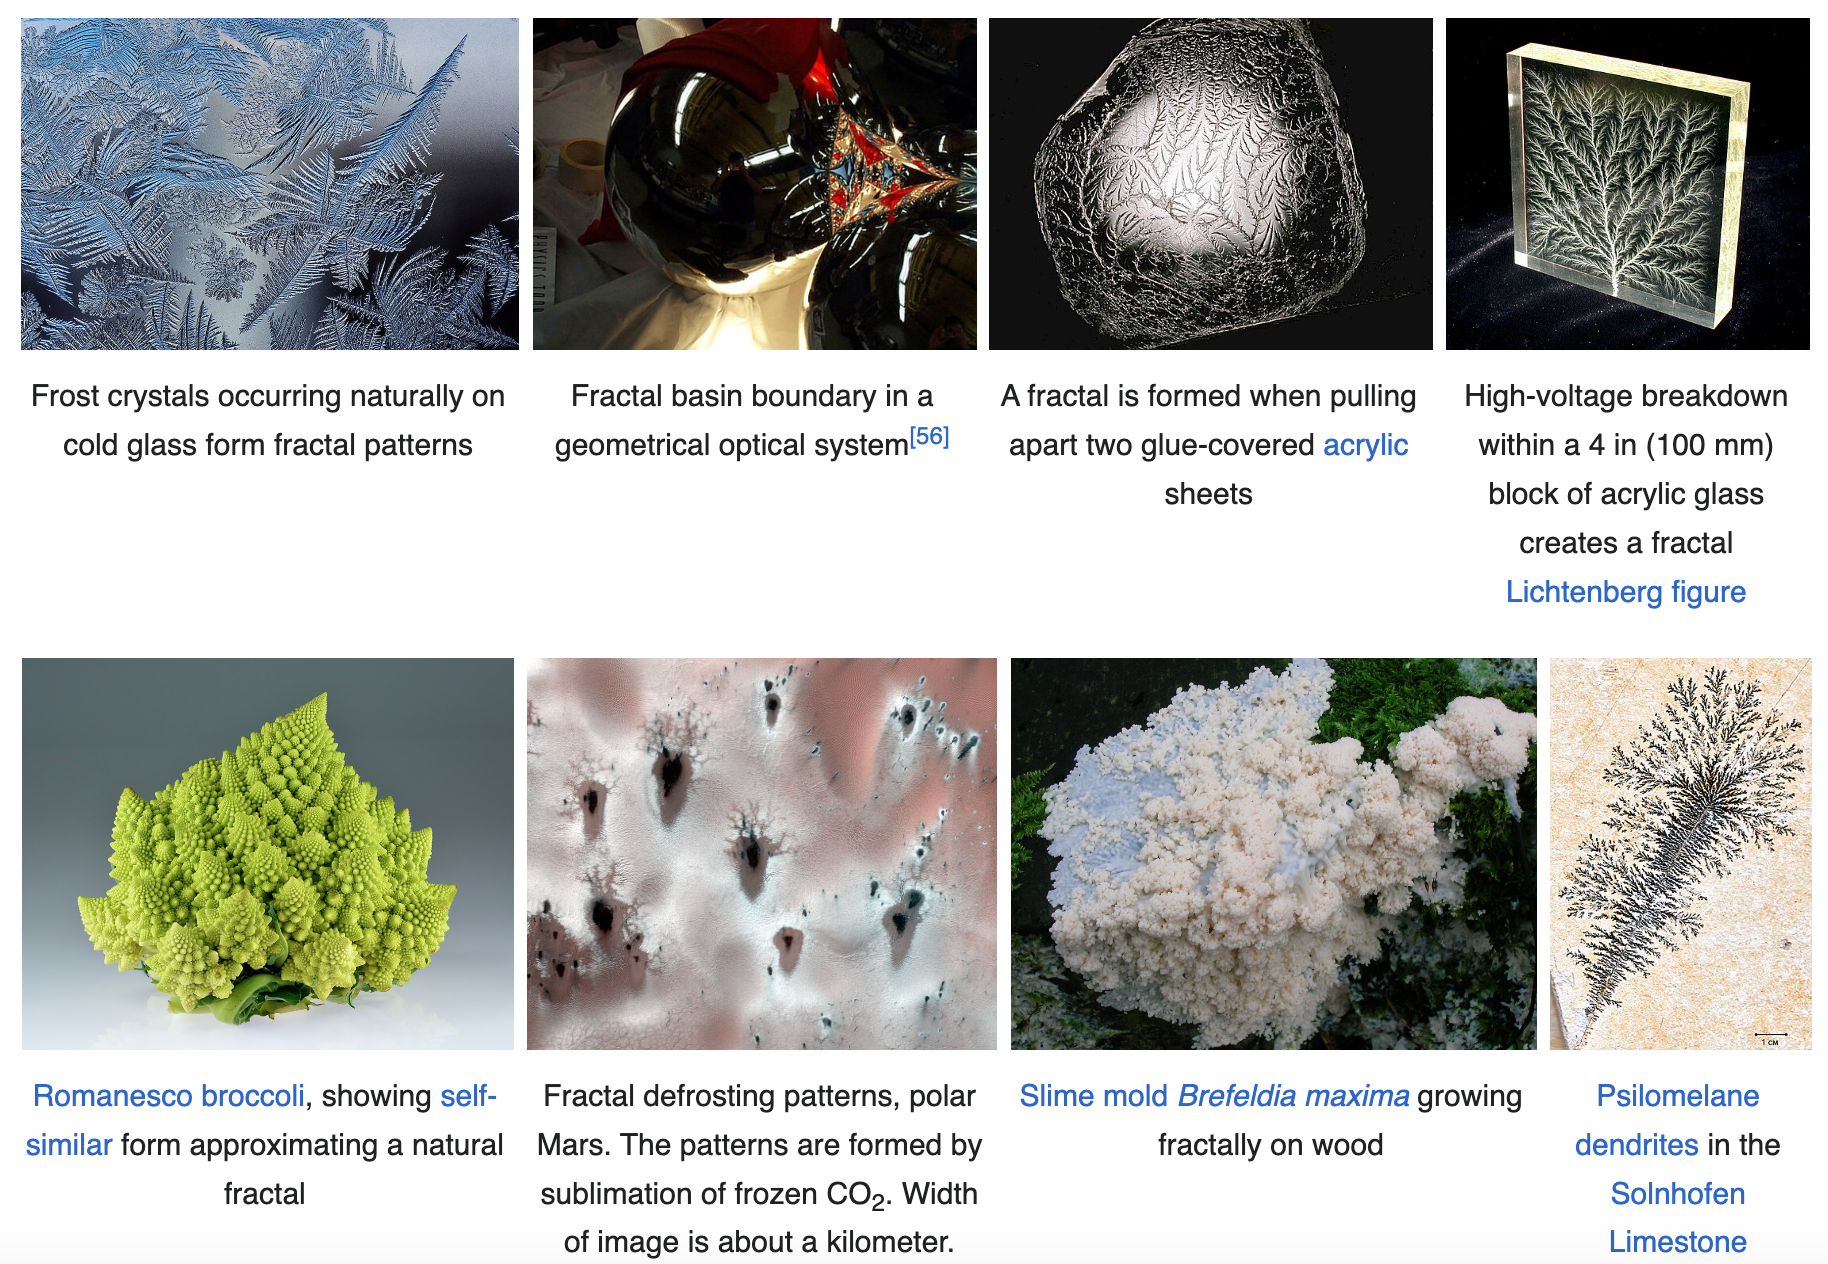 Frost crystals occurring naturally on
cold glass form fractal patterns
Fractal basin boundary in a
geometrical optical system[56]
A fractal is formed when pulling
apart two glue-covered acrylic
sheets
High-voltage breakdown
within a 4 in (100 mm)
block of acrylic glass
creates a fractal
Lichtenberg figure
1 CM
Romanesco broccoli, showing self-
similar form approximating a natural
fractal
Fractal defrosting patterns, polar
Mars. The patterns are formed by
sublimation of frozen CO2. Width
of image is about a kilometer.
Slime mold Brefeldia maxima growing
fractally on wood
Psilomelane
dendrites in the
Solnhofen
Limestone